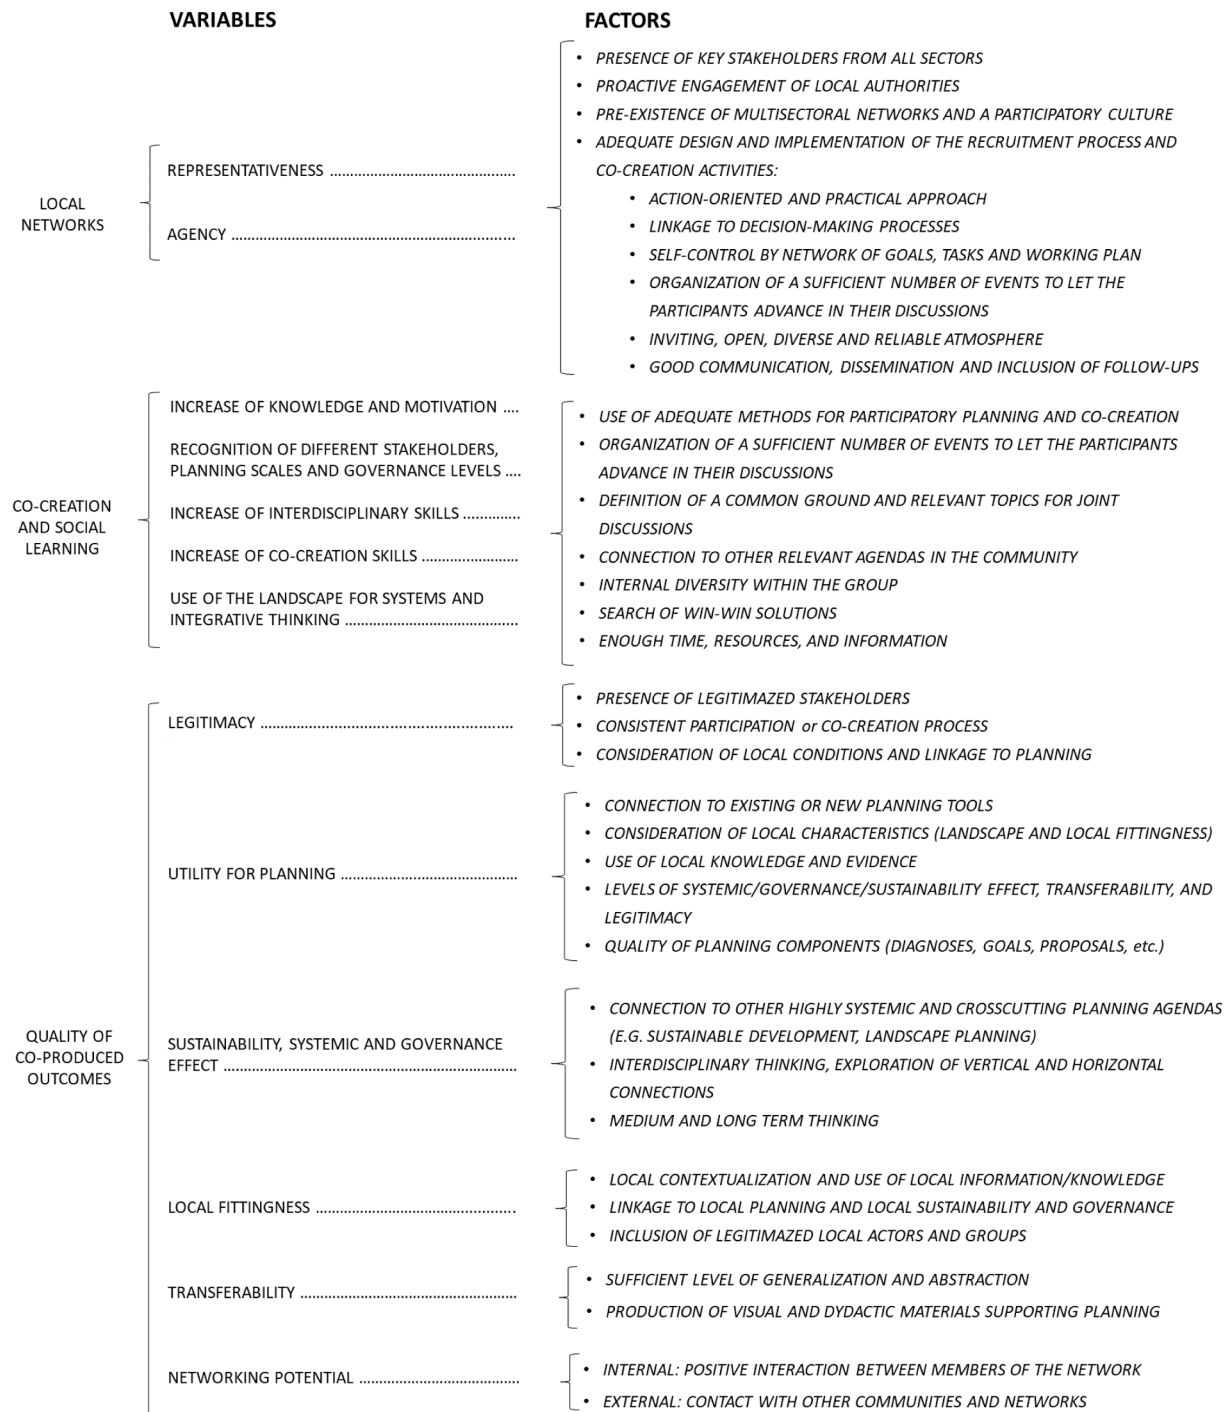 VARIABLES
FACTORS
LOCAL
NETWORKS
REPRESENTATIVENESS ..................................................
AGENCY ..........................................................................
• PRESENCE OF KEY STAKEHOLDERS FROM ALL SECTORS
• PROACTIVE ENGAGEMENT OF LOCAL AUTHORITIES
• PRE-EXISTENCE OF MULTISECTORAL NETWORKS AND A PARTICIPATORY CULTURE
• ADEQUATE DESIGN AND IMPLEMENTATION OF THE RECRUITMENT PROCESS AND
CO-CREATION ACTIVITIES:
• ACTION-ORIENTED AND PRACTICAL APPROACH
• LINKAGE TO DECISION-MAKING PROCESSES
• SELF-CONTROL BY NETWORK OF GOALS, TASKS AND WORKING PLAN
• ORGANIZATION OF A SUFFICIENT NUMBER OF EVENTS TO LET THE
PARTICIPANTS ADVANCE IN THEIR DISCUSSIONS
• INVITING, OPEN, DIVERSE AND RELIABLE ATMOSPHERE
• GOOD COMMUNICATION, DISSEMINATION AND INCLUSION OF FOLLOW-UPS
CO-CREATION
AND SOCIAL
LEARNING
INCREASE OF KNOWLEDGE AND MOTIVATION ....
RECOGNITION OF DIFFERENT STAKEHOLDERS,
PLANNING SCALES AND GOVERNANCE LEVELS ....
INCREASE OF INTERDISCIPLINARY SKILLS ..............
INCREASE OF CO-CREATION SKILLS ........................
USE OF THE LANDSCAPE FOR SYSTEMS AND
INTEGRATIVE THINKING ...........................................
• USE OF ADEQUATE METHODS FOR PARTICIPATORY PLANNING AND CO-CREATION
• ORGANIZATION OF A SUFFICIENT NUMBER OF EVENTS TO LET THE PARTICIPANTS
ADVANCE IN THEIR DISCUSSIONS
• DEFINITION OF A COMMON GROUND AND RELEVANT TOPICS FOR JOINT
DISCUSSIONS
• CONNECTION TO OTHER RELEVANT AGENDAS IN THE COMMUNITY
• INTERNAL DIVERSITY WITHIN THE GROUP
• SEARCH OF WIN-WIN SOLUTIONS
• ENOUGH TIME, RESOURCES, AND INFORMATION
QUALITY OF
CO-PRODUCED
OUTCOMES
LEGITIMACY ...............................................................
• PRESENCE OF LEGITIMAZED STAKEHOLDERS
• CONSISTENT PARTICIPATION or CO-CREATION PROCESS
• CONSIDERATION OF LOCAL CONDITIONS AND LINKAGE TO PLANNING
UTILITY FOR PLANNING ............................................
• CONNECTION TO EXISTING OR NEW PLANNING TOOLS
• CONSIDERATION OF LOCAL CHARACTERISTICS (LANDSCAPE AND LOCAL FITTINGNESS)
• USE OF LOCAL KNOWLEDGE AND EVIDENCE
• LEVELS OF SYSTEMIC/GOVERNANCE/SUSTAINABILITY EFFECT, TRANSFERABILITY, AND
LEGITIMACY
• QUALITY OF PLANNING COMPONENTS (DIAGNOSES, GOALS, PROPOSALS, etc.)
SUSTAINABILITY, SYSTEMIC AND GOVERNANCE
EFFECT .........................................................................
• CONNECTION TO OTHER HIGHLY SYSTEMIC AND CROSSCUTTING PLANNING AGENDAS
(E.G. SUSTAINABLE DEVELOPMENT, LANDSCAPE PLANNING)
• INTERDISCIPLINARY THINKING, EXPLORATION OF VERTICAL AND HORIZONTAL
CONNECTIONS
• MEDIUM AND LONG TERM THINKING
LOCAL FITTINGNESS ..................................................
• LOCAL CONTEXTUALIZATION AND USE OF LOCAL INFORMATION/KNOWLEDGE
• LINKAGE TO LOCAL PLANNING AND LOCAL SUSTAINABILITY AND GOVERNANCE
• INCLUSION OF LEGITIMAZED LOCAL ACTORS AND GROUPS
TRANSFERABILITY ......................................................
• SUFFICIENT LEVEL OF GENERALIZATION AND ABSTRACTION
• PRODUCTION OF VISUAL AND DYDACTIC MATERIALS SUPPORTING PLANNING
NETWORKING POTENTIAL ........................................
• INTERNAL: POSITIVE INTERACTION BETWEEN MEMBERS OF THE NETWORK
• EXTERNAL: CONTACT WITH OTHER COMMUNITIES AND NETWORKS